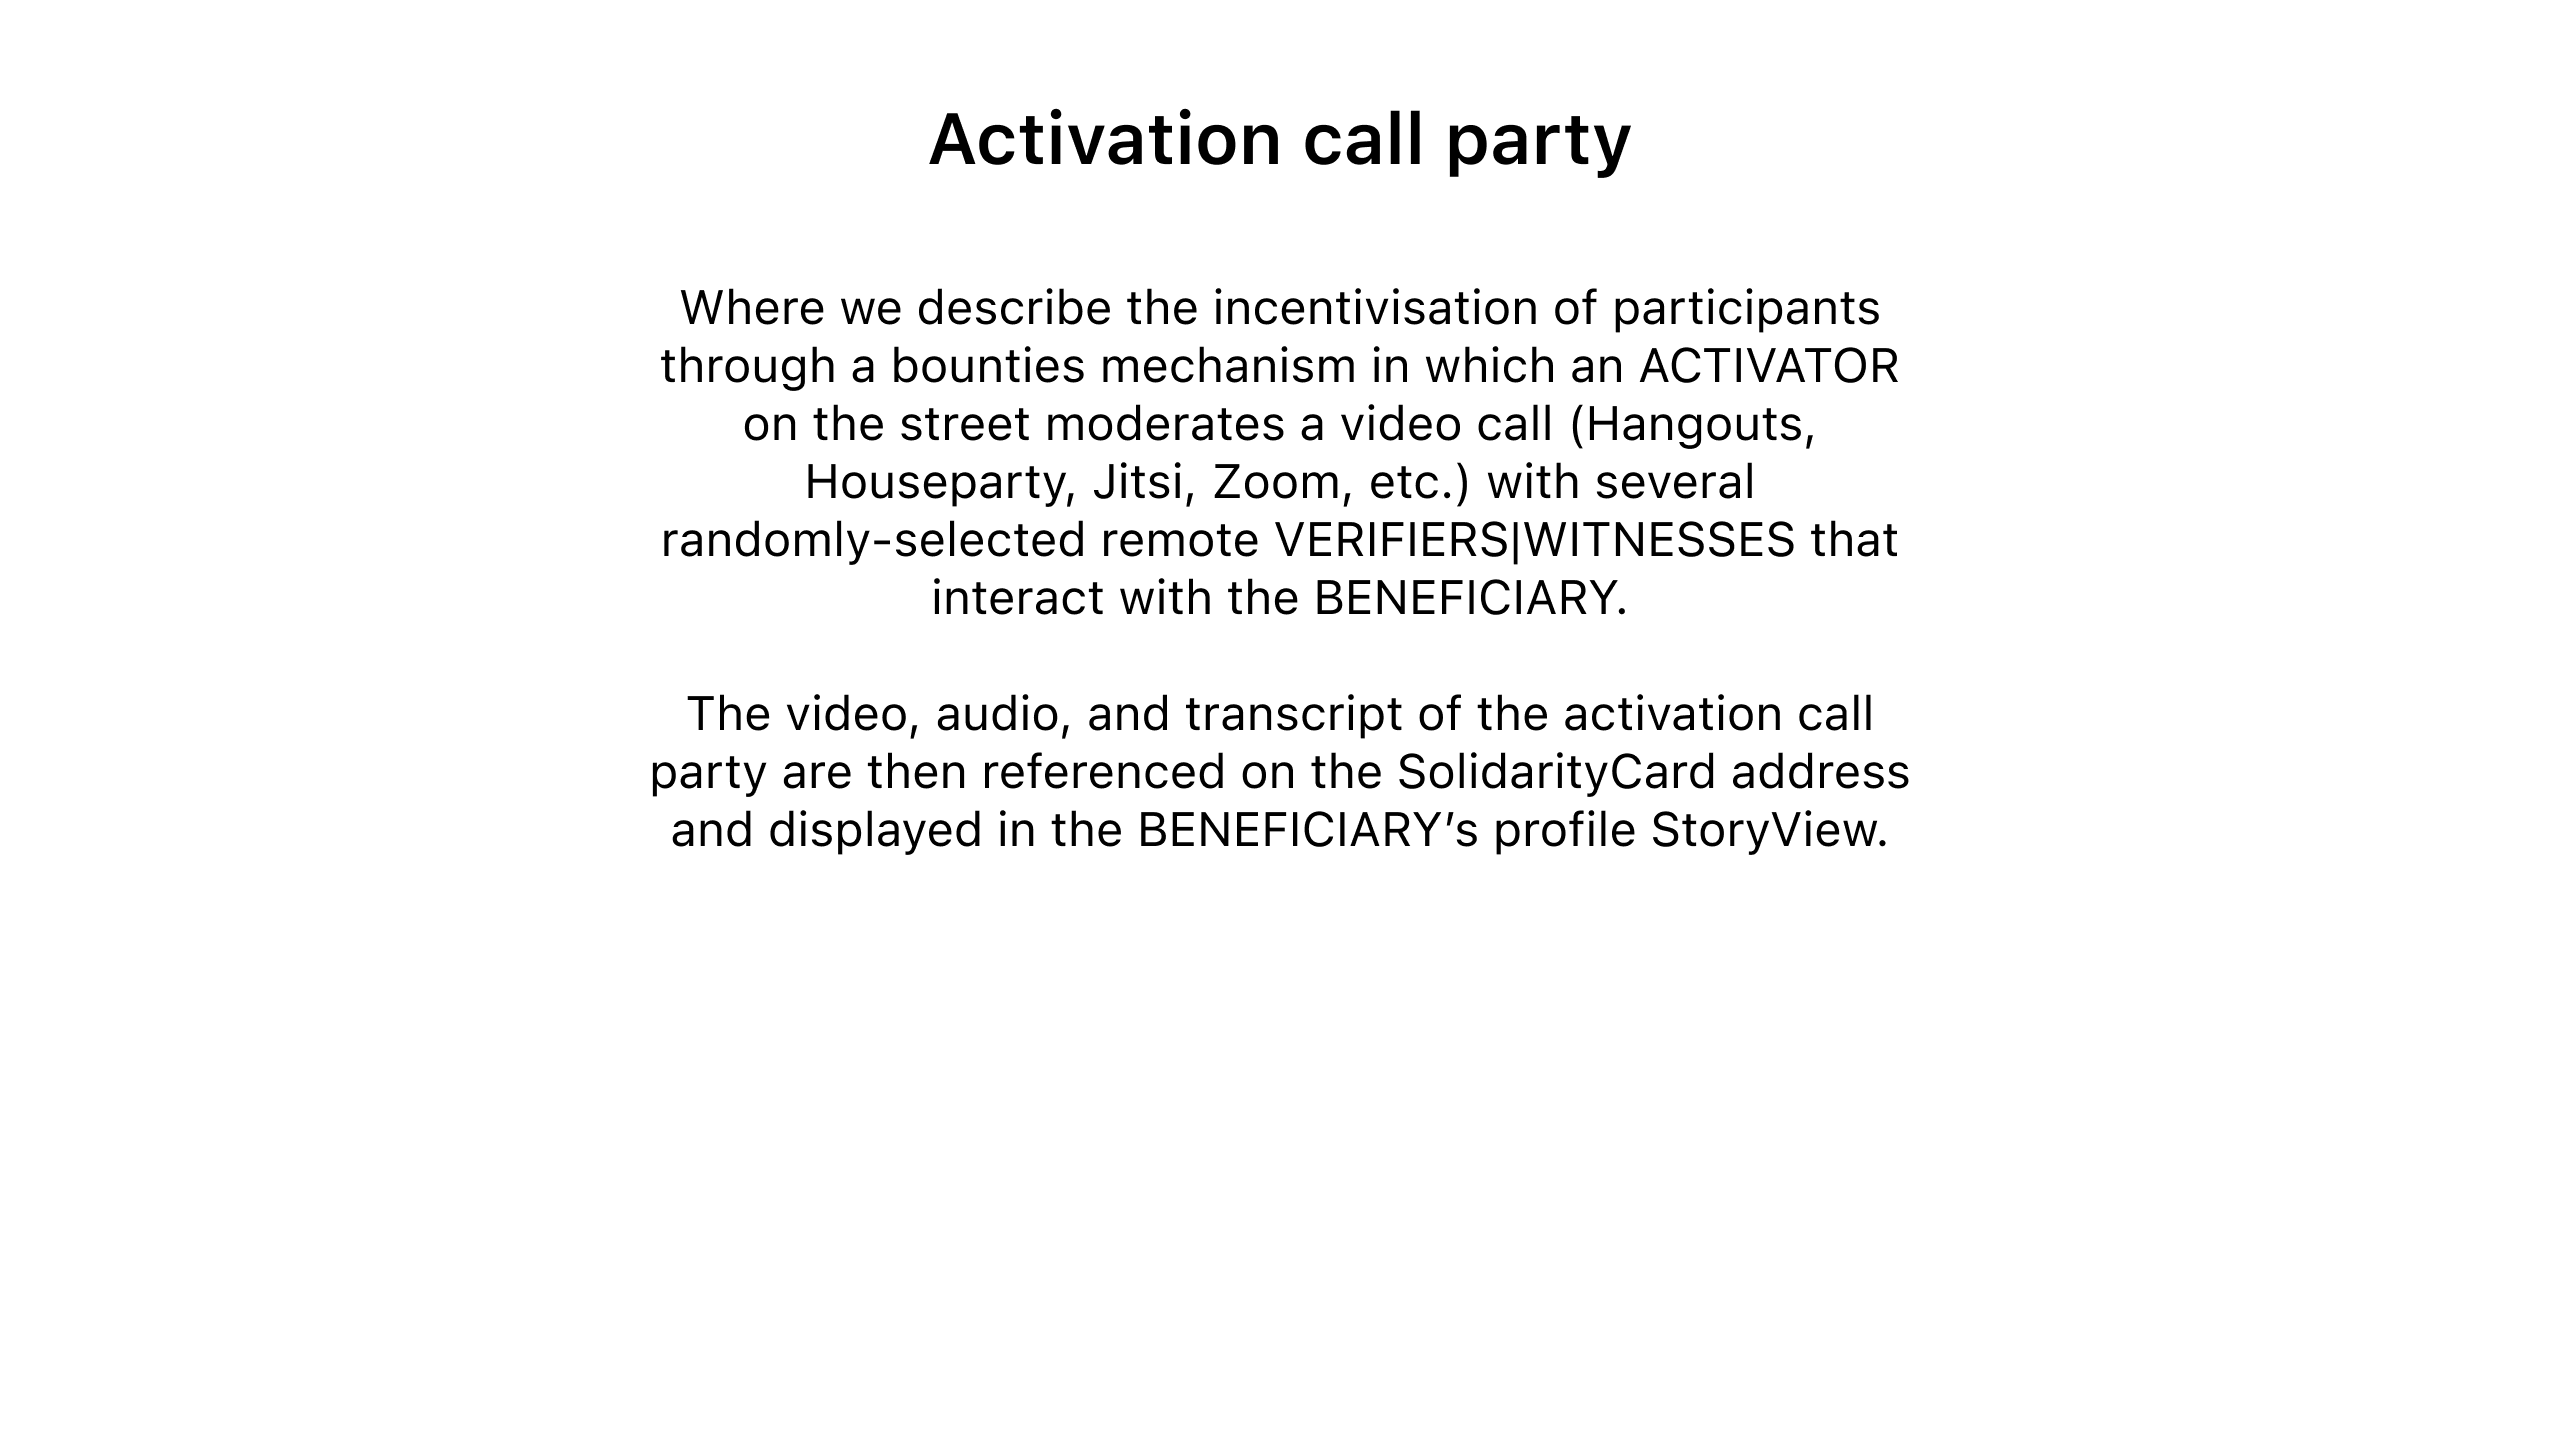 Activation call party
Where we describe the incentivisation of participants
through a bounties mechanism in which an ACTIVATOR
on the street moderates a video call (Hangouts,
Houseparty, Jitsi, Zoom, etc.) with several
randomly-selected remote VERIFIERS|WITNESSES that
interact with the BENEFICIARY.
The video, audio, and transcript of the activation call
party are then referenced on the SolidarityCard address
and displayed in the BENEFICIARY’s profile StoryView.